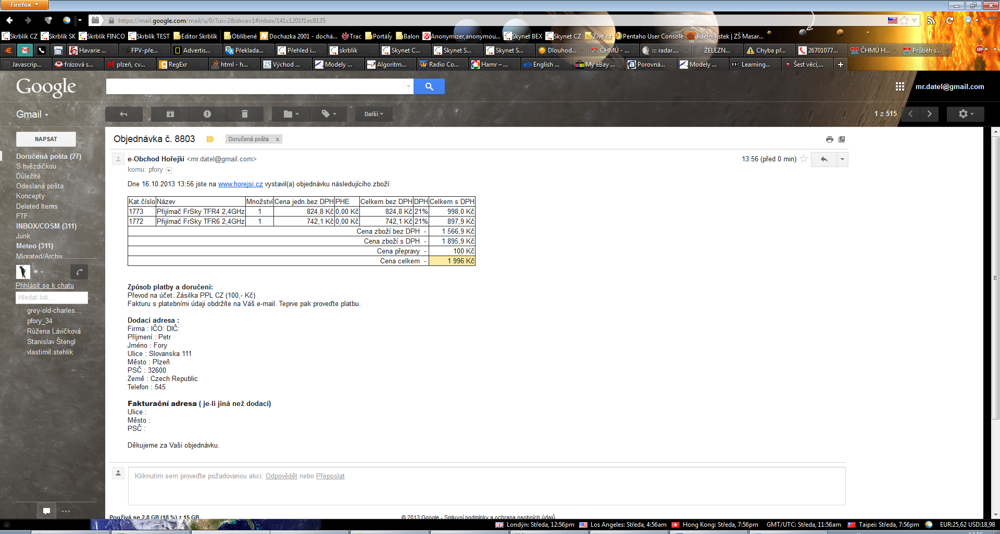 Firefox
https://mail.google.com/mail/u/0/?ui=2&shva=1#inbox/141c1201f1ec8135
Skrblík CZ Skrblík SK Skrblík FINCO Skrblík TEST Editor Skrblík Oblíbené Dochazka 2001 - dochá... Trac Portály Balon Anonymizer,anonymou... Skynet BEX Skynet CZ Živě.cz Pentaho User Console Jídelní lístek | ZŠ Masar...
Havarie ... FPV-pře... Advertis... Překlada... Přehled i... skrblik Skynet C... Skynet S... Skynet S... Dlouhod... ČHMÚ - ... ::: radar.... ŽELEZN... Chyba př... 26701077... ČHMÚ H... Průběh s... ABP
Javascrip... frázová s... plzeň, cv... RegExr html - h... Východ ... Modely ... Algoritm... Radio Co... Hamr – ... English ... My eBay ... Porovná... Modely ... BBC Learning... Šest věcí,...
Google
mr.datel@gmail.com
Gmail
Další
1 z 515
NAPSAT
Doručená pošta (27)
S hvězdičkou
Důležité
Odeslaná pošta
Koncepty
Deleted Items
FTF
INBOX/COSM (311)
Junk
Meteo (311)
Migrated/Archiv
Přihlásit se k chatu
Hledat lidi...
grey-old-charles...
pfory_34
Růžena Lávičková
Stanislav Štengl
vlastimil.stehlik
Objednávka č. 8803 Doručená pošta x
e-Obchod Hořejší <mr.datel@gmail.com> 13:56 (před 0 min)
komu: pfory
Dne 16.10.2013 13:56 jste na www.horejsi.cz vystavil(a) objednávku následujícího zboží:
Kat.číslo Název Množství Cena jedn.bez DPH PHE Celkem bez DPH DPH Celkem s DPH
1773 Přijímač FrSky TFR4 2,4GHz 1 824,8 Kč 0,00 Kč 824,8 Kč 21% 998,0 Kč
1772 Přijímač FrSky TFR6 2,4GHz 1 742,1 Kč 0,00 Kč 742,1 Kč 21% 897,9 Kč
Cena zboží bez DPH - 1 566,9 Kč
Cena zboží s DPH - 1 895,9 Kč
Cena přepravy - 100 Kč
Cena celkem - 1 996 Kč
Způsob platby a doručení:
Převod na účet. Zásilka PPL CZ (100,- Kč)
Fakturu s platebními údaji obdržíte na Váš e-mail. Teprve pak proveďte platbu.
Dodací adresa :
Firma : IČO: DIČ:
Příjmení : Petr
Jméno : Fory
Ulice : Slovanska 111
Město : Plzeň
PSČ : 32600
Země : Czech Republic
Telefon : 545
Fakturační adresa ( je-li jiná než dodací)
Ulice :
Město :
PSČ :
Děkujeme za Vaši objednávku.
Kliknutím sem proveďte požadovanou akci: Odpovědět nebo Přeposlat
Používá se 2.8 GB (18 %) z 15 GB
© 2013 Google - Smluvní podmínky a ochrana osobních údajů
Londýn: Středa, 12:56pm Los Angeles: Středa, 4:56am Hong Kong: Středa, 7:56pm GMT/UTC: Středa, 11:56am Taipei: Středa, 7:56pm EUR:25,62 USD:18,98